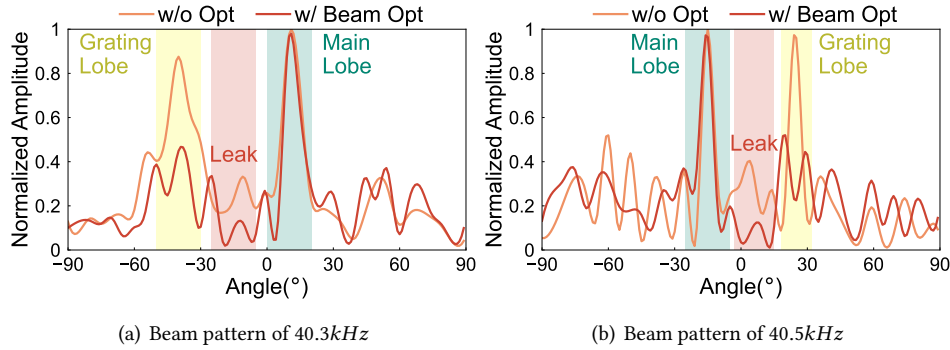 w/o Opt w/ Beam Opt
Normalized Amplitude
1
0.8
0.6
0.4
0.2
0
Grating
Lobe
Leak
Main
Lobe
−90 −60 −30 0 30 60 90
Angle(°)
(a) Beam pattern of 40.3kHz
w/o Opt w/ Beam Opt
Normalized Amplitude
1
0.8
0.6
0.4
0.2
0
Main
Lobe
Leak
Grating
Lobe
−90 −60 −30 0 30 60 90
Angle(°)
(b) Beam pattern of 40.5kHz